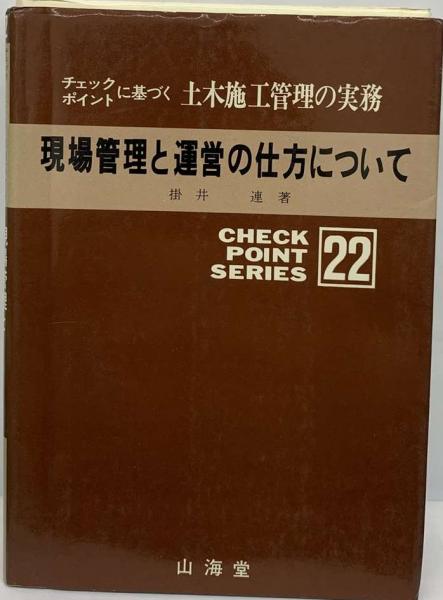 チェック
ポイントに基づく 土木施工管理の実務
現場管理と運営の仕方について
掛井 連著
CHECK
POINT
SERIES 22
山海堂